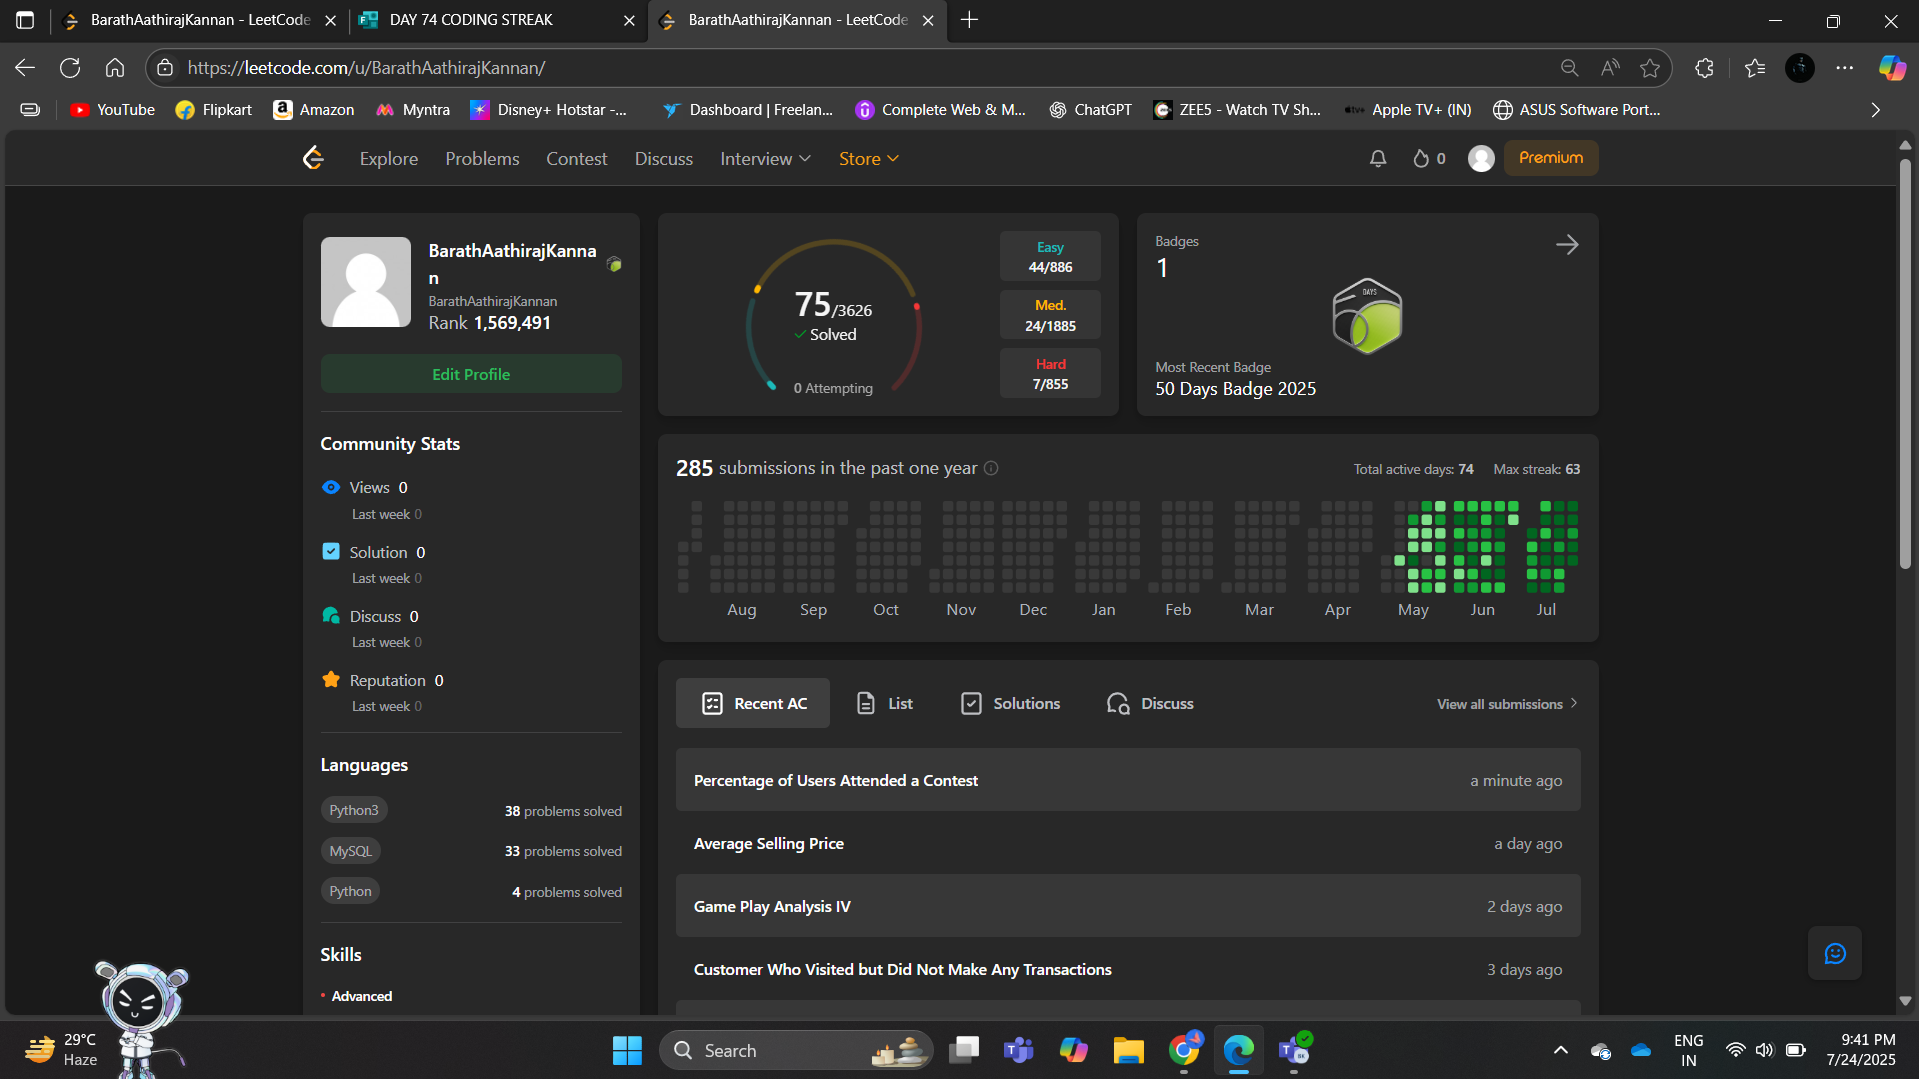 BarathAathirajKannan - LeetCode
DAY 74 CODING STREAK
BarathAathirajKannan - LeetCode
https://leetcode.com/u/BarathAathirajKannan/
YouTube
Flipkart
Amazon
Myntra
Disney+ Hotstar -...
Dashboard | Freelan...
Complete Web & M...
ChatGPT
ZEE5 - Watch TV Sh...
Apple TV+ (IN)
ASUS Software Port...
Explore
Problems
Contest
Discuss
Interview
Store
0
Premium
BarathAathirajKanna
n
BarathAathirajKannan
Rank 1,569,491
Edit Profile
Community Stats
Views 0
Last week 0
Solution 0
Last week 0
Discuss 0
Last week 0
Reputation 0
Last week 0
Languages
Python3 38 problems solved
MySQL 33 problems solved
Python 4 problems solved
Skills
Advanced
75/3626
Solved
0 Attempting
Easy
44/886
Med.
24/1885
Hard
7/855
Badges
1
DAYS
Most Recent Badge
50 Days Badge 2025
285 submissions in the past one year
Total active days: 74 Max streak: 63
Aug Sep Oct Nov Dec Jan Feb Mar Apr May Jun Jul
Recent AC
List
Solutions
Discuss
View all submissions
Percentage of Users Attended a Contest a minute ago
Average Selling Price a day ago
Game Play Analysis IV 2 days ago
Customer Who Visited but Did Not Make Any Transactions 3 days ago
29°C
Haze
Search
ENG
IN
9:41 PM
7/24/2025